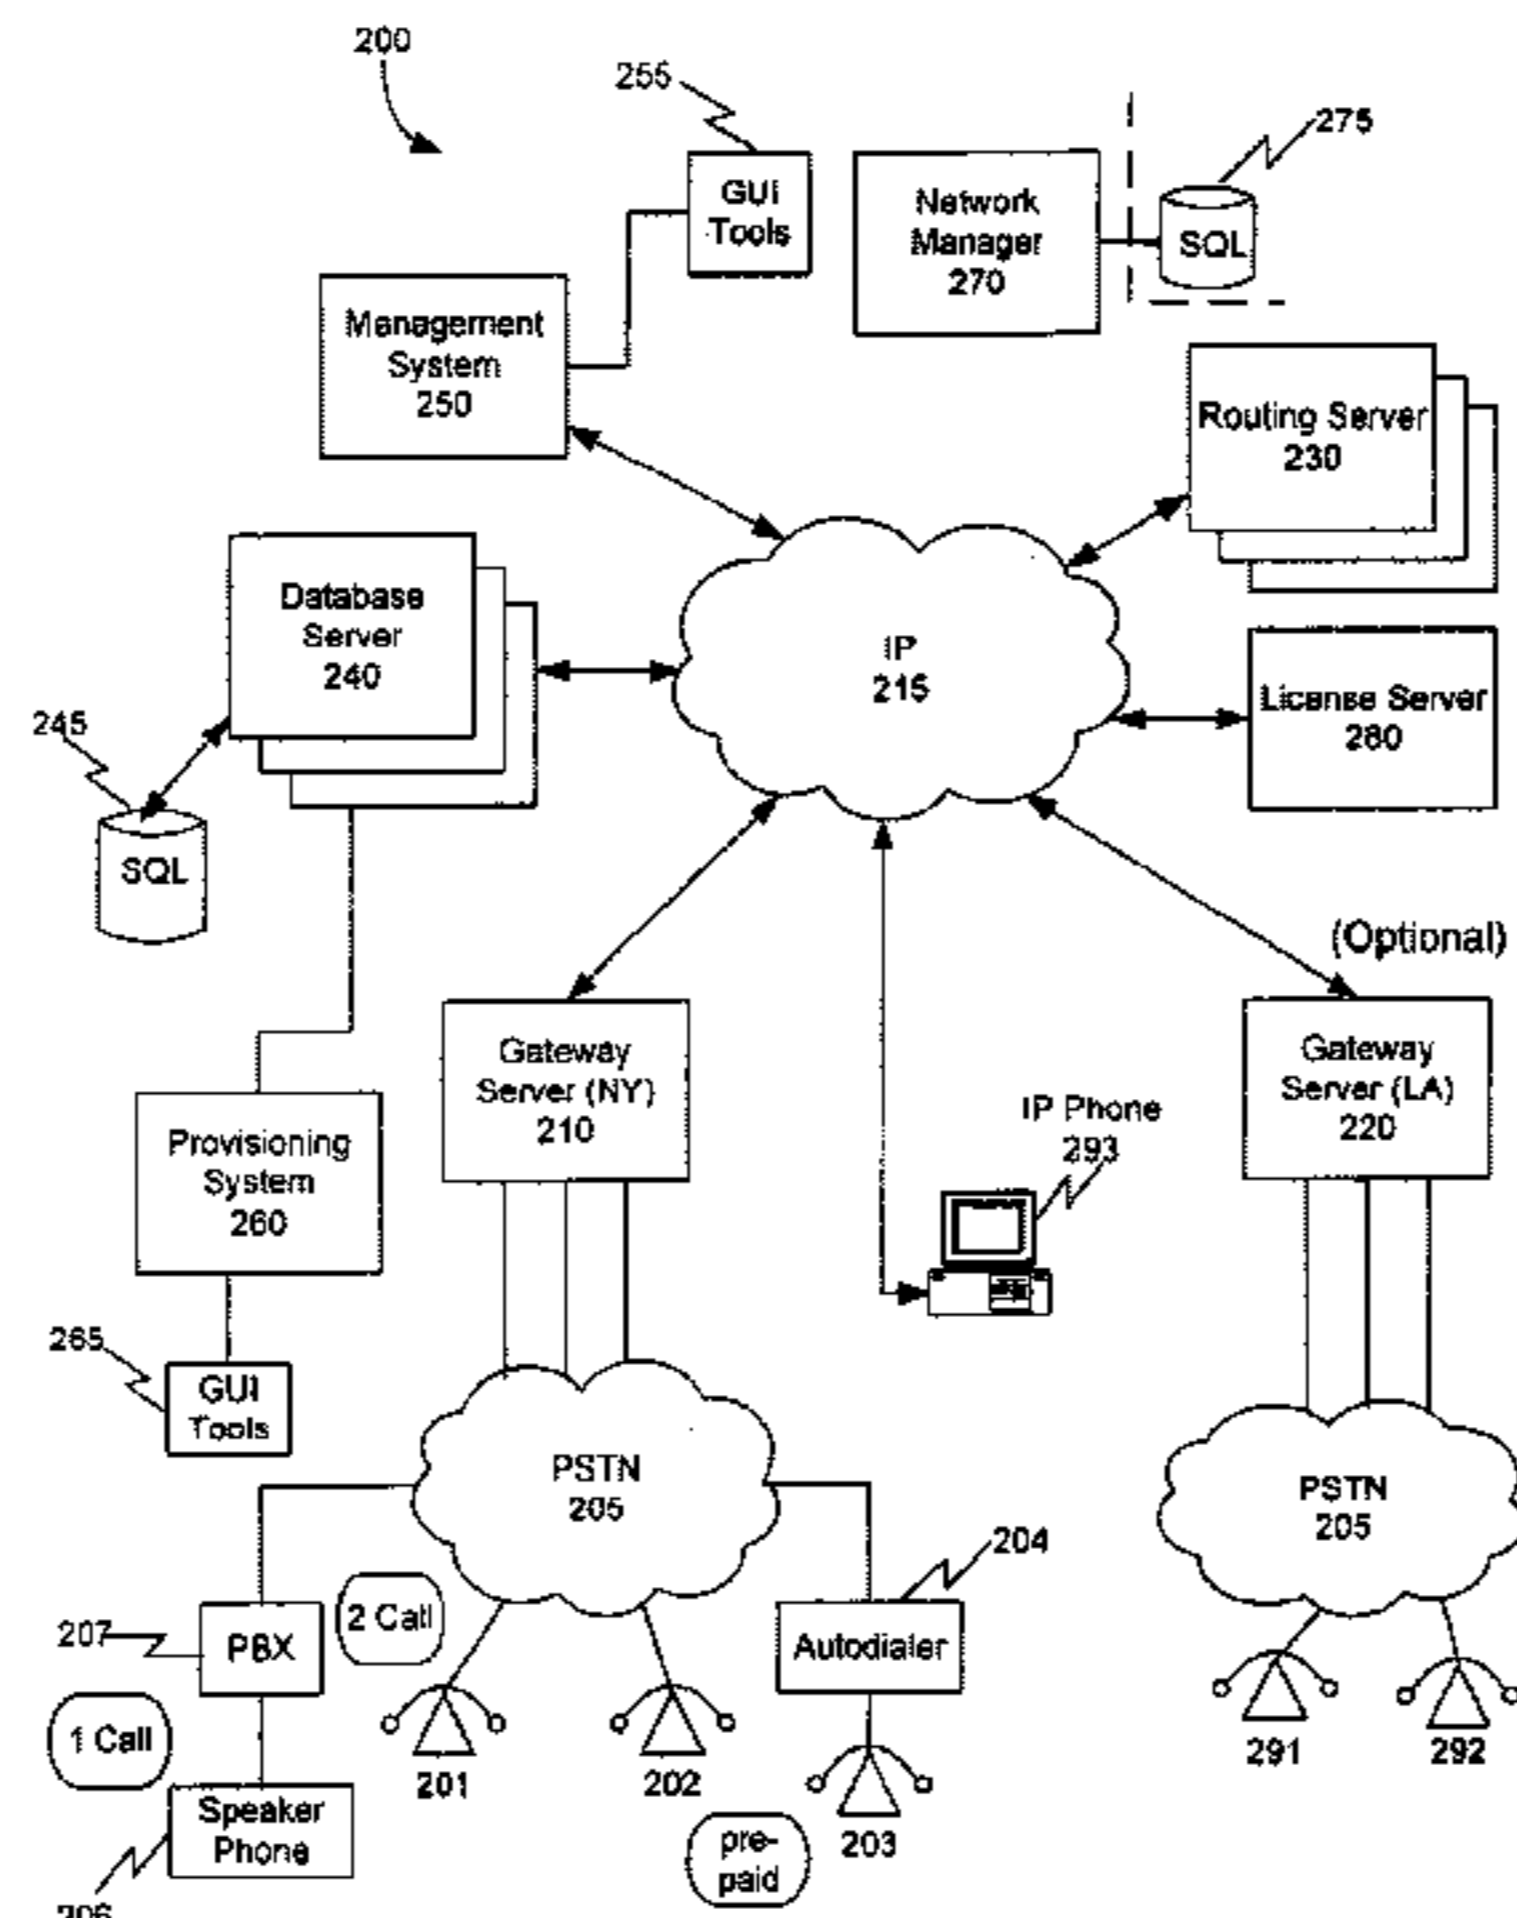 200
255
275
GUI
Tools
Network
Manager
270
SQL
Management
System
250
Routing Server
230
Database
Server
240
IP
215
License Server
280
245
SQL
(Optional)
Gateway
Server (NY)
210
Gateway
Server (LA)
220
IP Phone
293
Provisioning
System
260
265
GUI
Tools
PSTN
205
PSTN
205
204
207
PBX
2 Call
Autodialer
1 Call
201
202
291
292
Speaker
Phone
pre-
paid
203
206